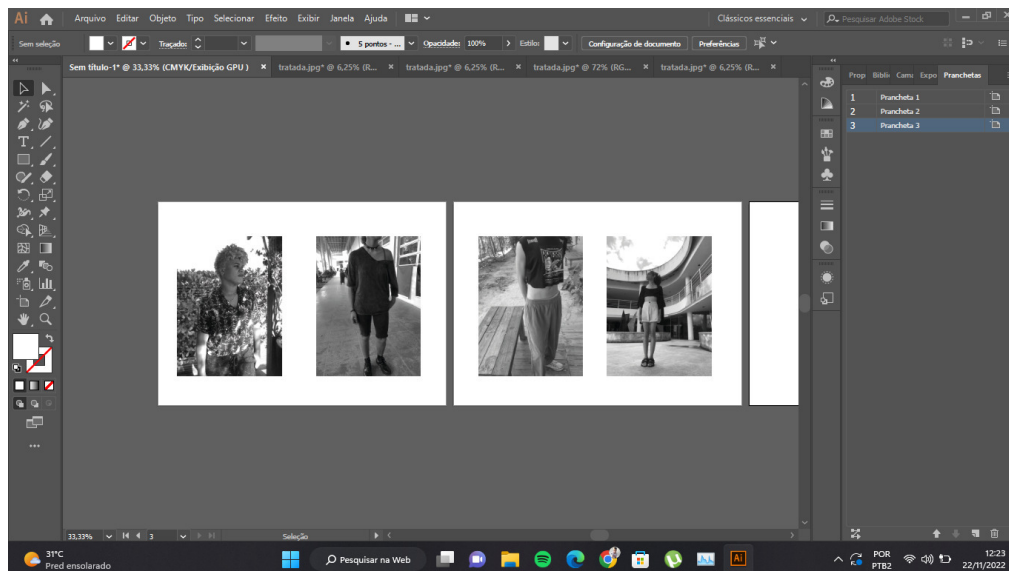 Ai Arquivo Editar Objeto Tipo Selecionar Efeito Exibir Janela Ajuda Clássicos essenciais Pesquisar Adobe Stock
Sem seleção Traçado: 5 pontos - ... Opacidade: 100% Estilo: Configuração de documento Preferências
Sem título-1* @ 33,33% (CMYK/Exibição GPU ) × tratada.jpg* @ 6,25% (R... × tratada.jpg* @ 6,25% (R... × tratada.jpg* @ 72% (RG... × tratada.jpg* @ 6,25% (R... ×
Prop Bibli Cama Expo Pranchetas
1 Prancheta 1
2 Prancheta 2
3 Prancheta 3
33,33% 3 Seleção
31°C
Pred ensolarado
Pesquisar na Web
Ai
POR
PTB2
12:23
22/11/2022